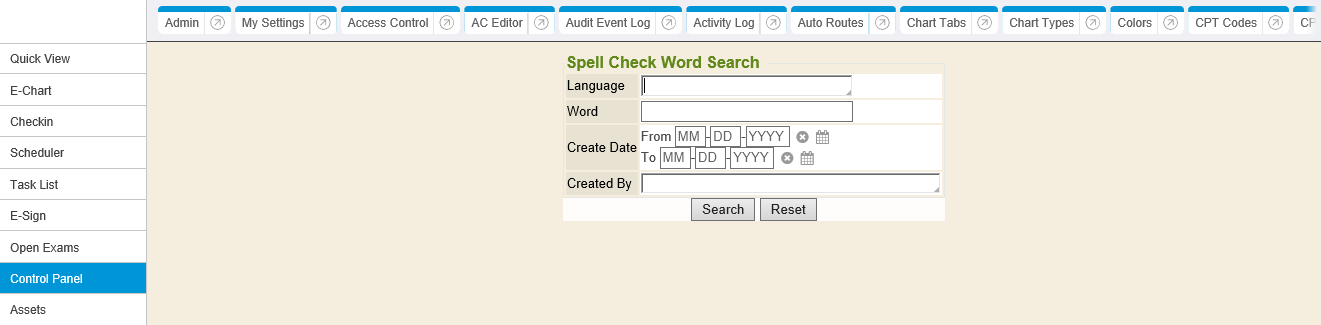 Admin My Settings Access Control AC Editor Audit Event Log Activity Log Auto Routes Chart Tabs Chart Types Colors CPT Codes
Quick View
E-Chart
Checkin
Scheduler
Task List
E-Sign
Open Exams
Control Panel
Assets
Spell Check Word Search
Language
Word
Create Date
From MM-DD-YYYY
To MM-DD-YYYY
Created By
Search Reset